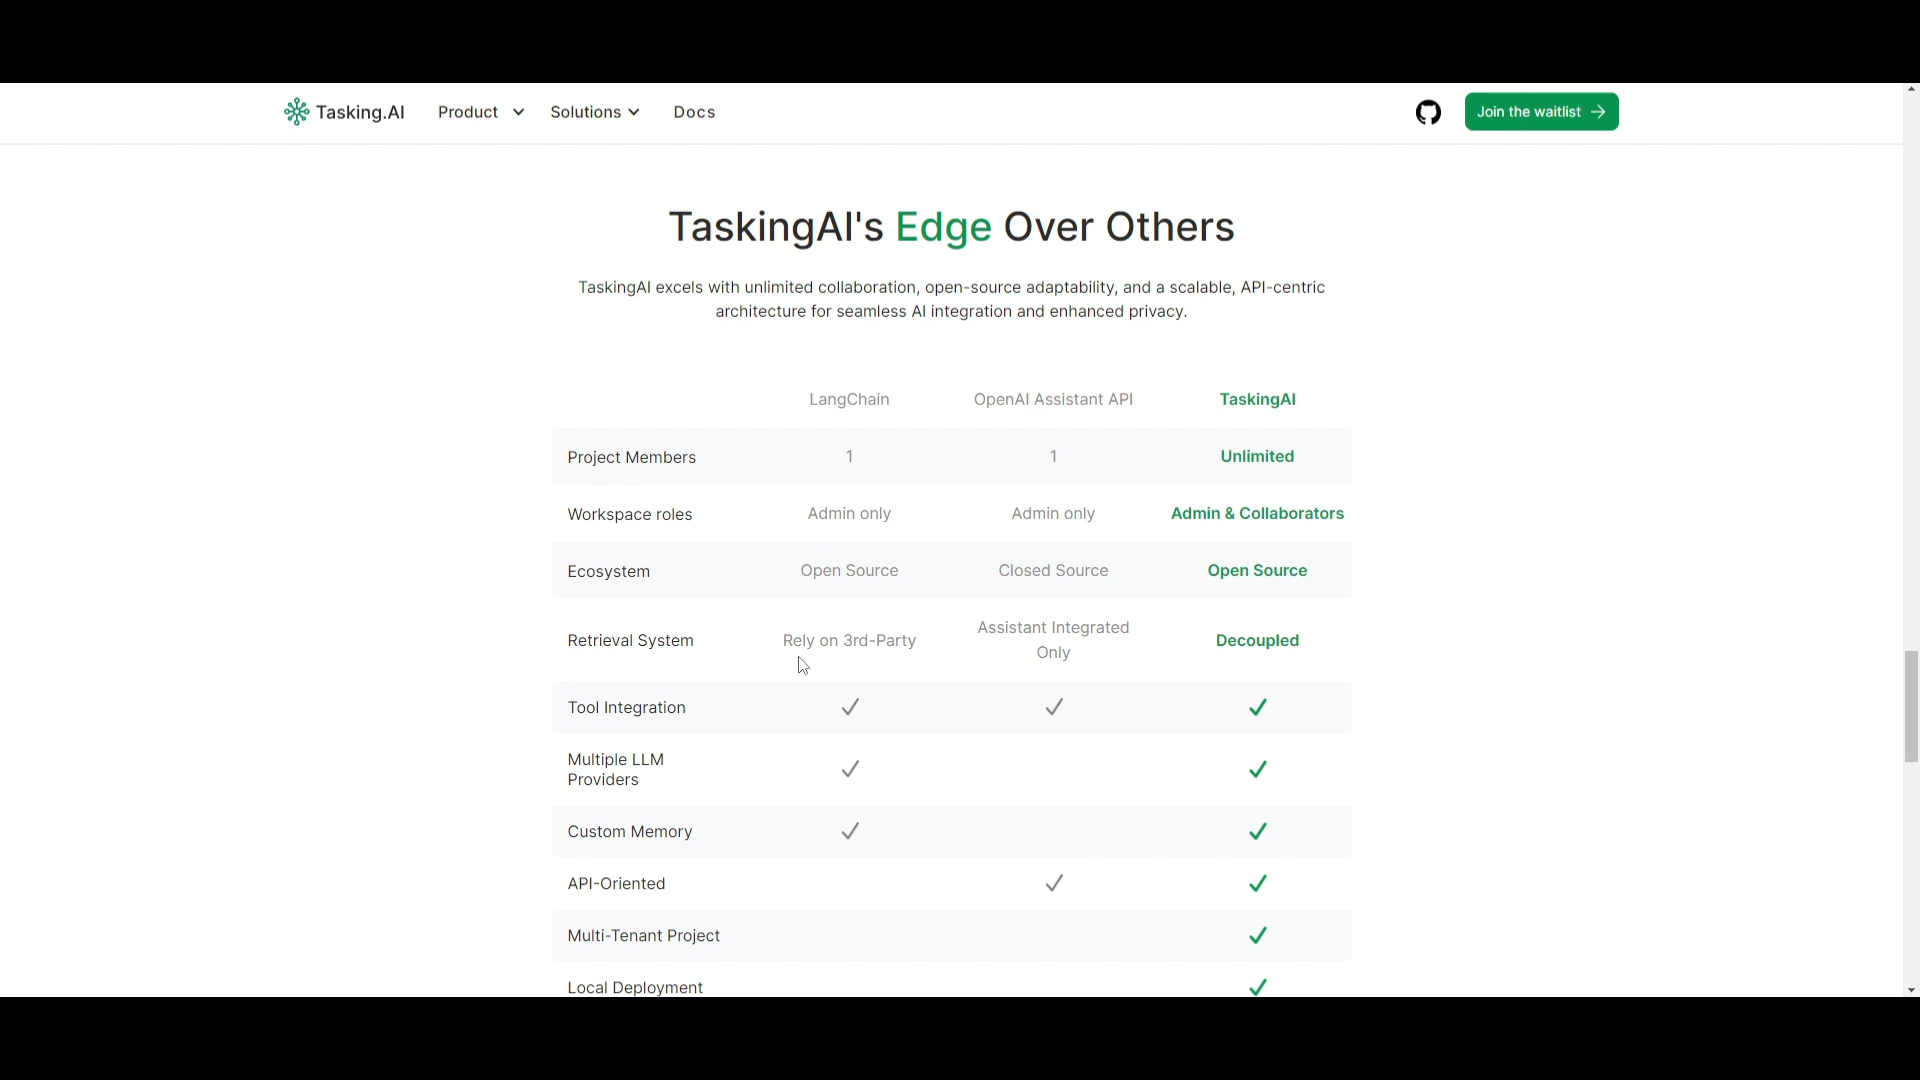 Tasking.AI Product Solutions Docs Join the waitlist
TaskingAI's Edge Over Others
TaskingAI excels with unlimited collaboration, open-source adaptability, and a scalable, API-centric
architecture for seamless AI integration and enhanced privacy.
LangChain OpenAI Assistant API TaskingAI
Project Members 1 1 Unlimited
Workspace roles Admin only Admin only Admin & Collaborators
Ecosystem Open Source Closed Source Open Source
Retrieval System Rely on 3rd-Party Assistant Integrated Only Decoupled
Tool Integration
Multiple LLM
Providers
Custom Memory
API-Oriented
Multi-Tenant Project
Local Deployment